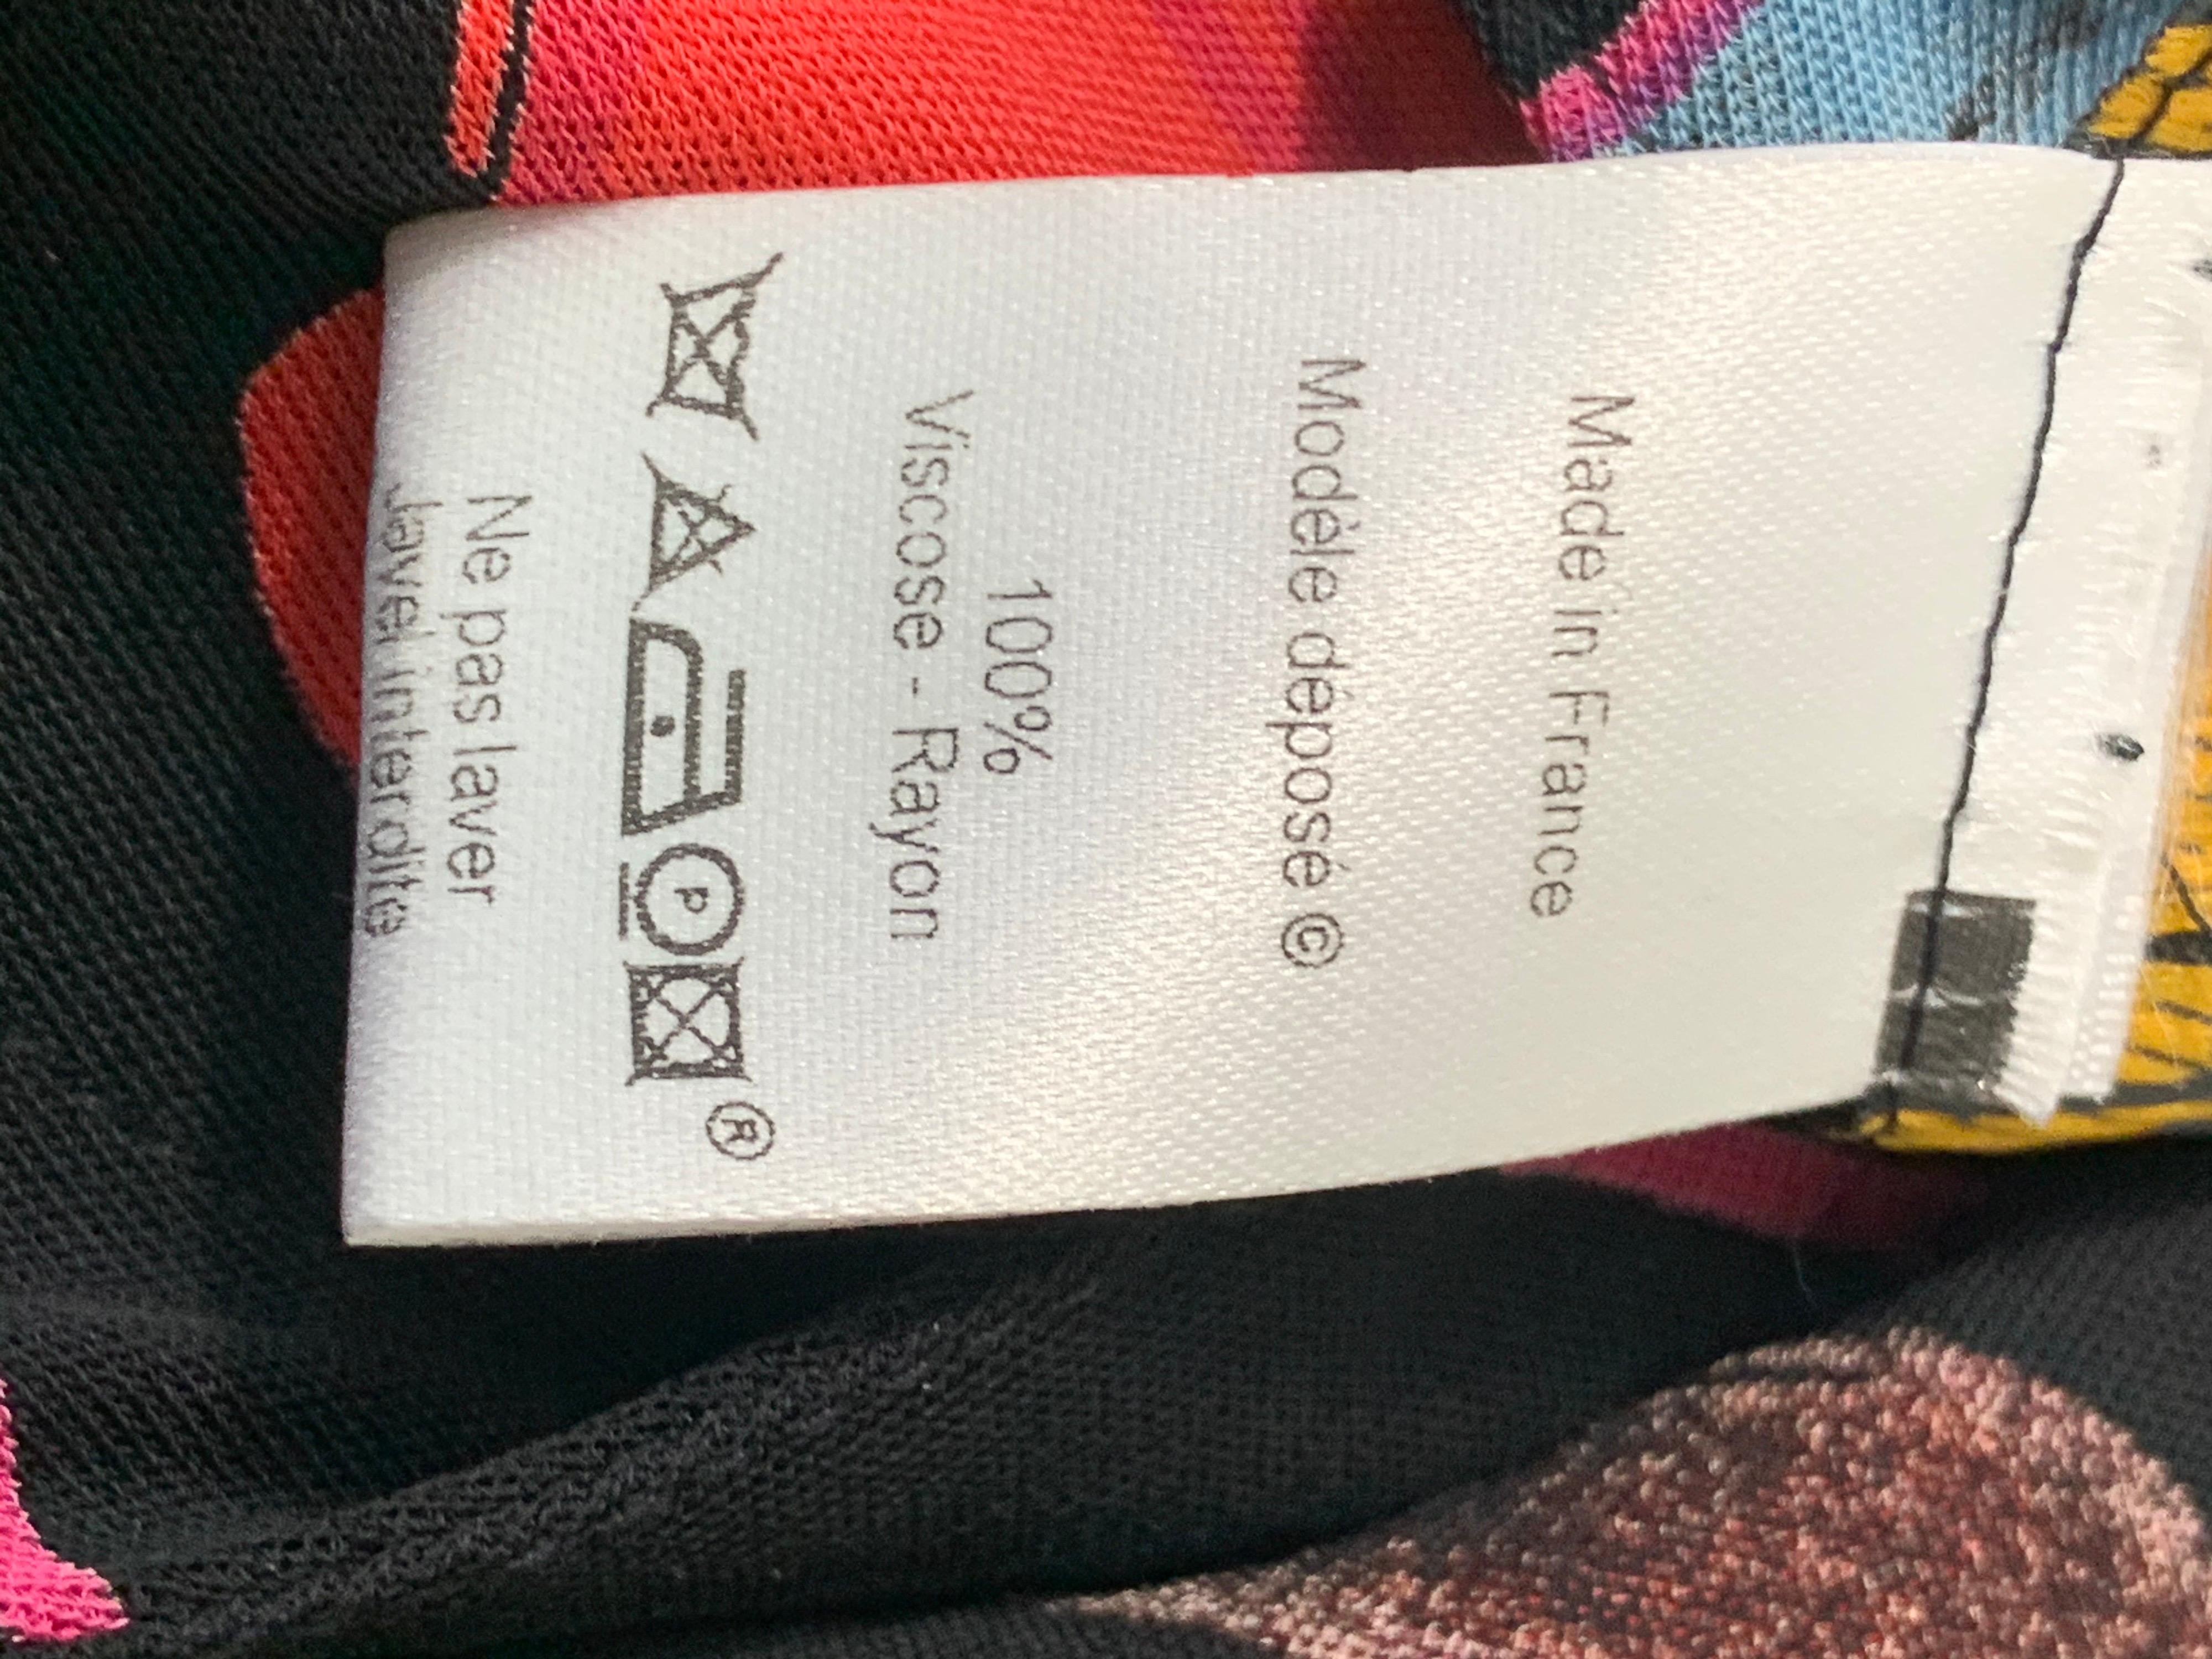 Made in France
Modèle déposé ©
100%
Viscose - Rayon
P
®
Ne pas laver
Javel interdite